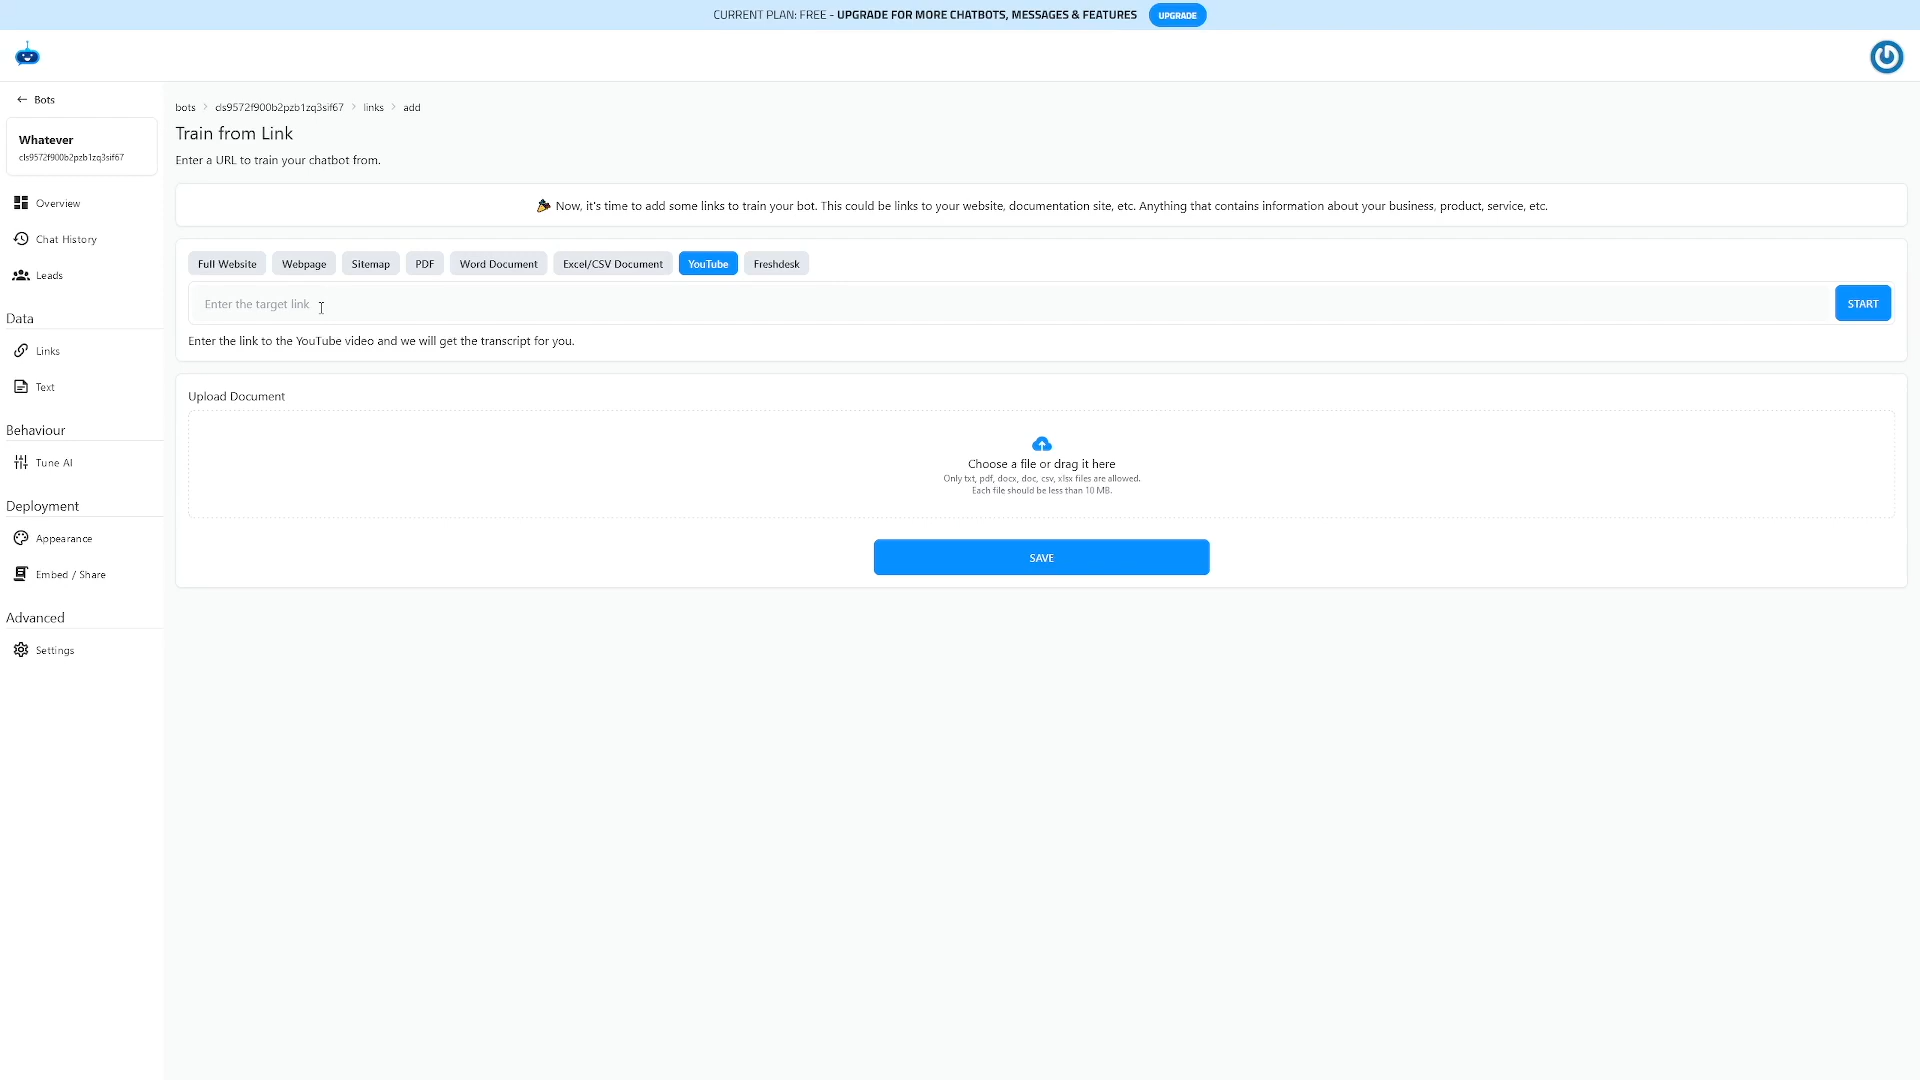 CURRENT PLAN: FREE - UPGRADE FOR MORE CHATBOTS, MESSAGES & FEATURES UPGRADE
Bots
Whatever
cls9572f900b2pzb1zq3sif67
Overview
Chat History
Leads
Data
Links
Text
Behaviour
Tune AI
Deployment
Appearance
Embed / Share
Advanced
Settings
bots > cls9572f900b2pzb1zq3sif67 > links > add
Train from Link
Enter a URL to train your chatbot from.
🎉 Now, it's time to add some links to train your bot. This could be links to your website, documentation site, etc. Anything that contains information about your business, product, service, etc.
Full Website Webpage Sitemap PDF Word Document Excel/CSV Document YouTube Freshdesk
Enter the target link START
Enter the link to the YouTube video and we will get the transcript for you.
Upload Document
Choose a file or drag it here
Only txt, pdf, docx, doc, csv, xlsx files are allowed.
Each file should be less than 10 MB.
SAVE